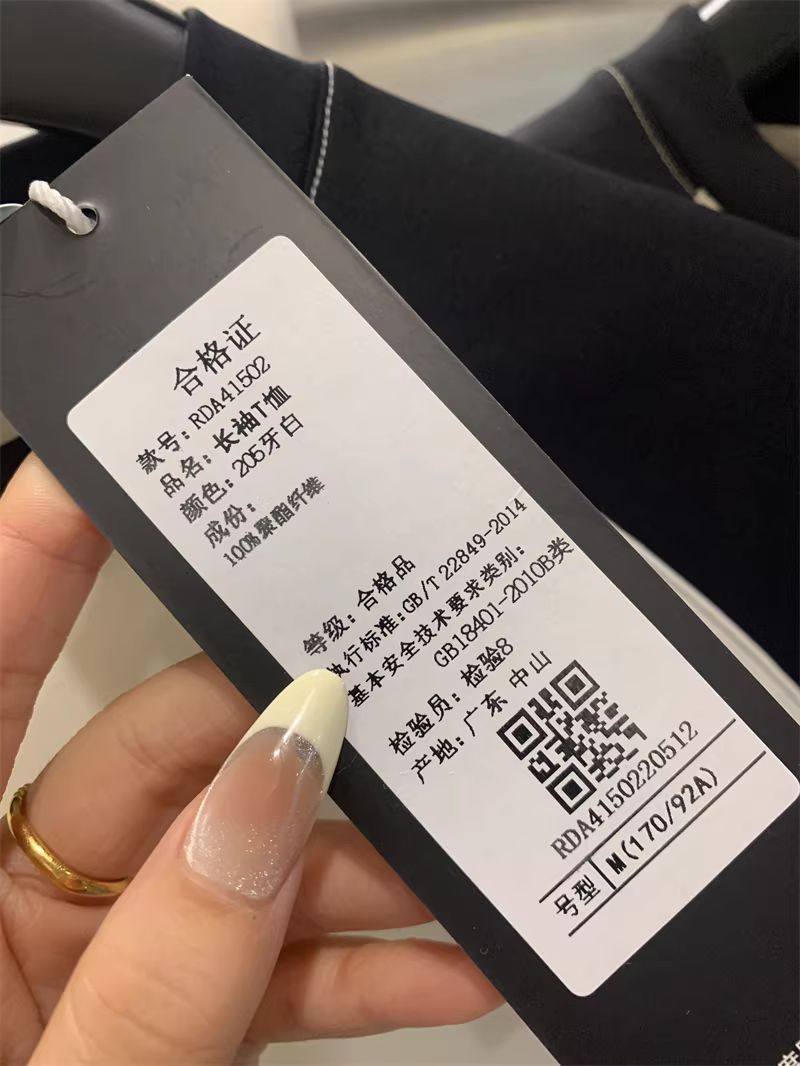 合格证
款号: RDA41502
品名: 长袖T恤
颜色: 205牙白
成份:
100%聚酯纤维
等级: 合格品
执行标准:GB/T 22849-2014
基本安全技术要求类别:
GB18401-2010B类
检验员: 检验8
产地: 广东 中山
RDA4150220512
号型 M(170/92A)